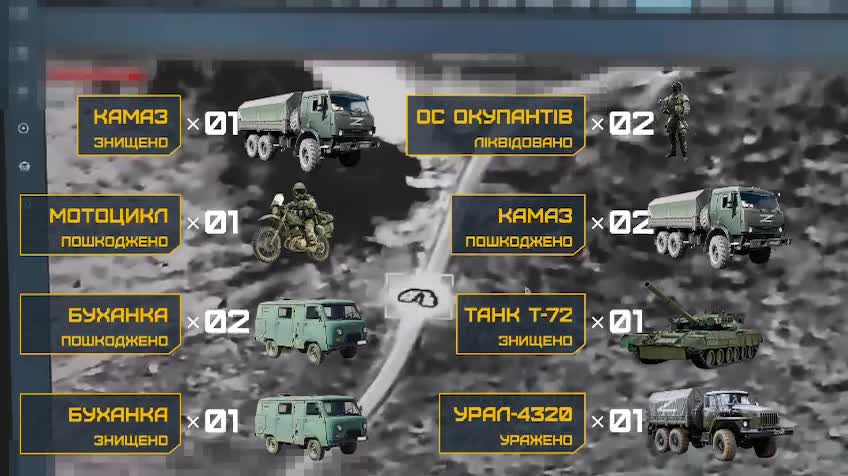 КАМАЗ ×01
ЗНИЩЕНО
ОС ОКУПАНТІВ ×02
ЛІКВІДОВАНО
МОТОЦИКЛ ×01
ПОШКОДЖЕНО
КАМАЗ ×02
ПОШКОДЖЕНО
БУХАНКА ×02
ПОШКОДЖЕНО
ТАНК Т-72 ×01
ЗНИЩЕНО
БУХАНКА ×01
ЗНИЩЕНО
УРАЛ-4320 ×01
УРАЖЕНО